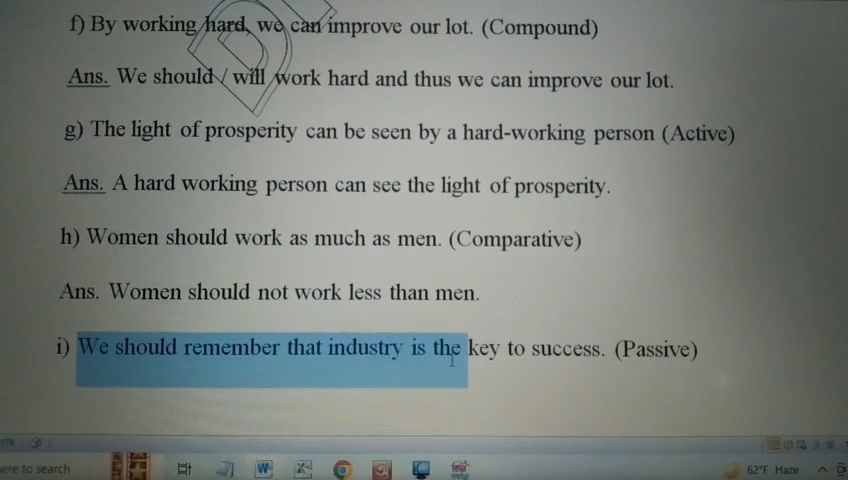 f) By working hard, we can improve our lot. (Compound)
Ans. We should / will work hard and thus we can improve our lot.
g) The light of prosperity can be seen by a hard-working person (Active)
Ans. A hard working person can see the light of prosperity.
h) Women should work as much as men. (Comparative)
Ans. Women should not work less than men.
i) We should remember that industry is the key to success. (Passive)
ere to search
62°F Haze